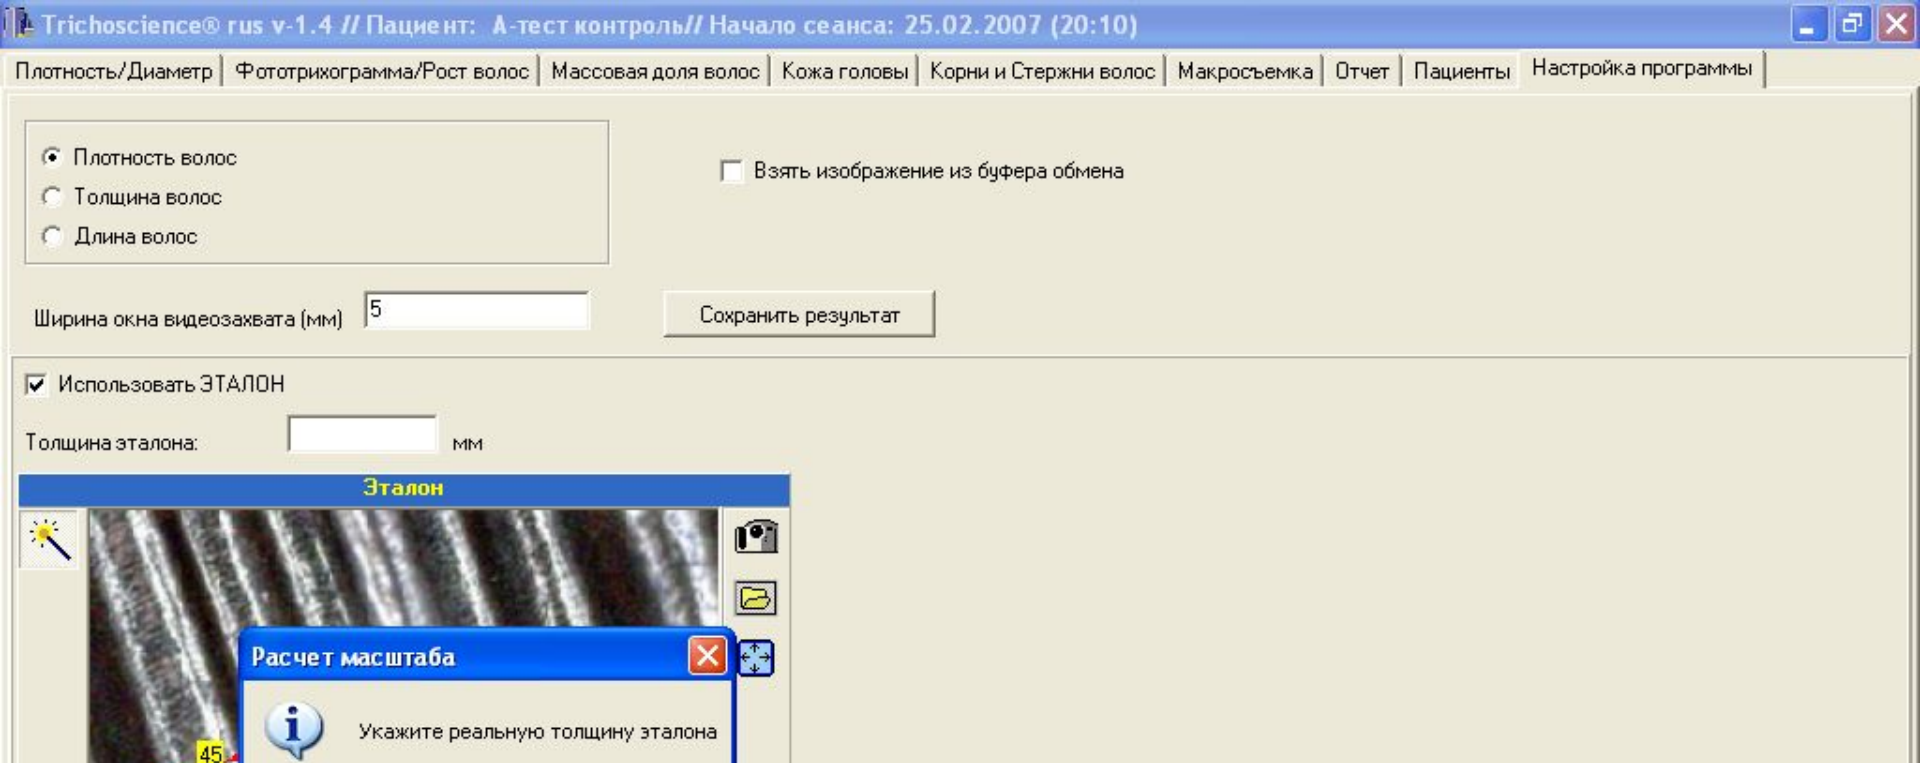 Trichoscience® rus v-1.4 // Пациент: А-тест контроль// Начало сеанса: 25.02.2007 (20:10)
Плотность/Диаметр Фототрихограмма/Рост волос Массовая доля волос Кожа головы Корни и Стержни волос Макросъемка Отчет Пациенты Настройка программы
Плотность волос
Взять изображение из буфера обмена
Толщина волос
Длина волос
Ширина окна видеозахвата (мм) 5 Сохранить результат
Использовать ЭТАЛОН
Толщина эталона: мм
Эталон
Расчет масштаба
Укажите реальную толщину эталона
45